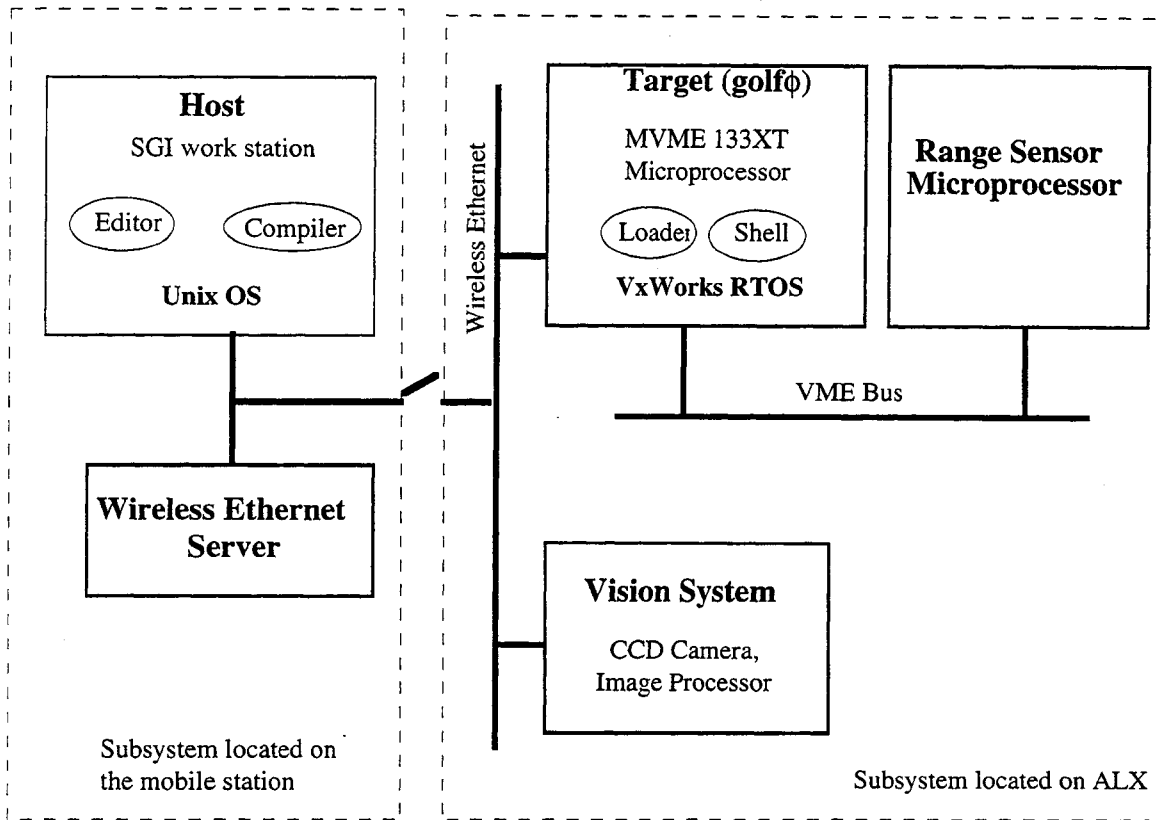 Host
SGI work station
Editor
Compiler
Unix OS
Wireless Ethernet
Server
Subsystem located on
the mobile station
Wireless Ethernet
Target (golfϕ)
MVME 133XT
Microprocessor
Loader
Shell
VxWorks RTOS
Range Sensor
Microprocessor
VME Bus
Vision System
CCD Camera,
Image Processor
Subsystem located on ALX